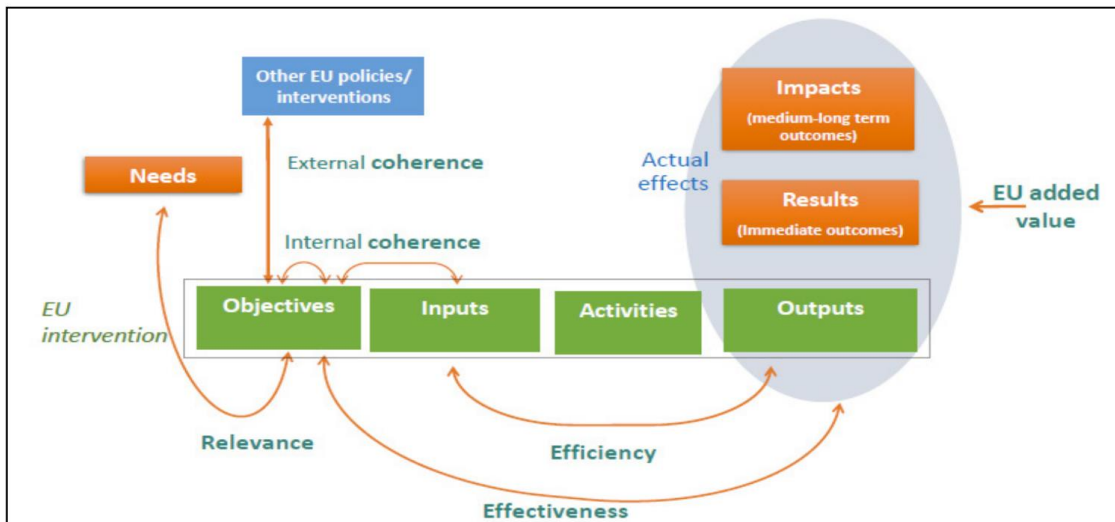 Other EU policies/
interventions
Impacts
(medium-long term
outcomes)
Needs
External coherence
Actual
effects
Results
(Immediate outcomes)
EU added
value
Internal coherence
EU
intervention
Objectives
Inputs
Activities
Outputs
Relevance
Efficiency
Effectiveness